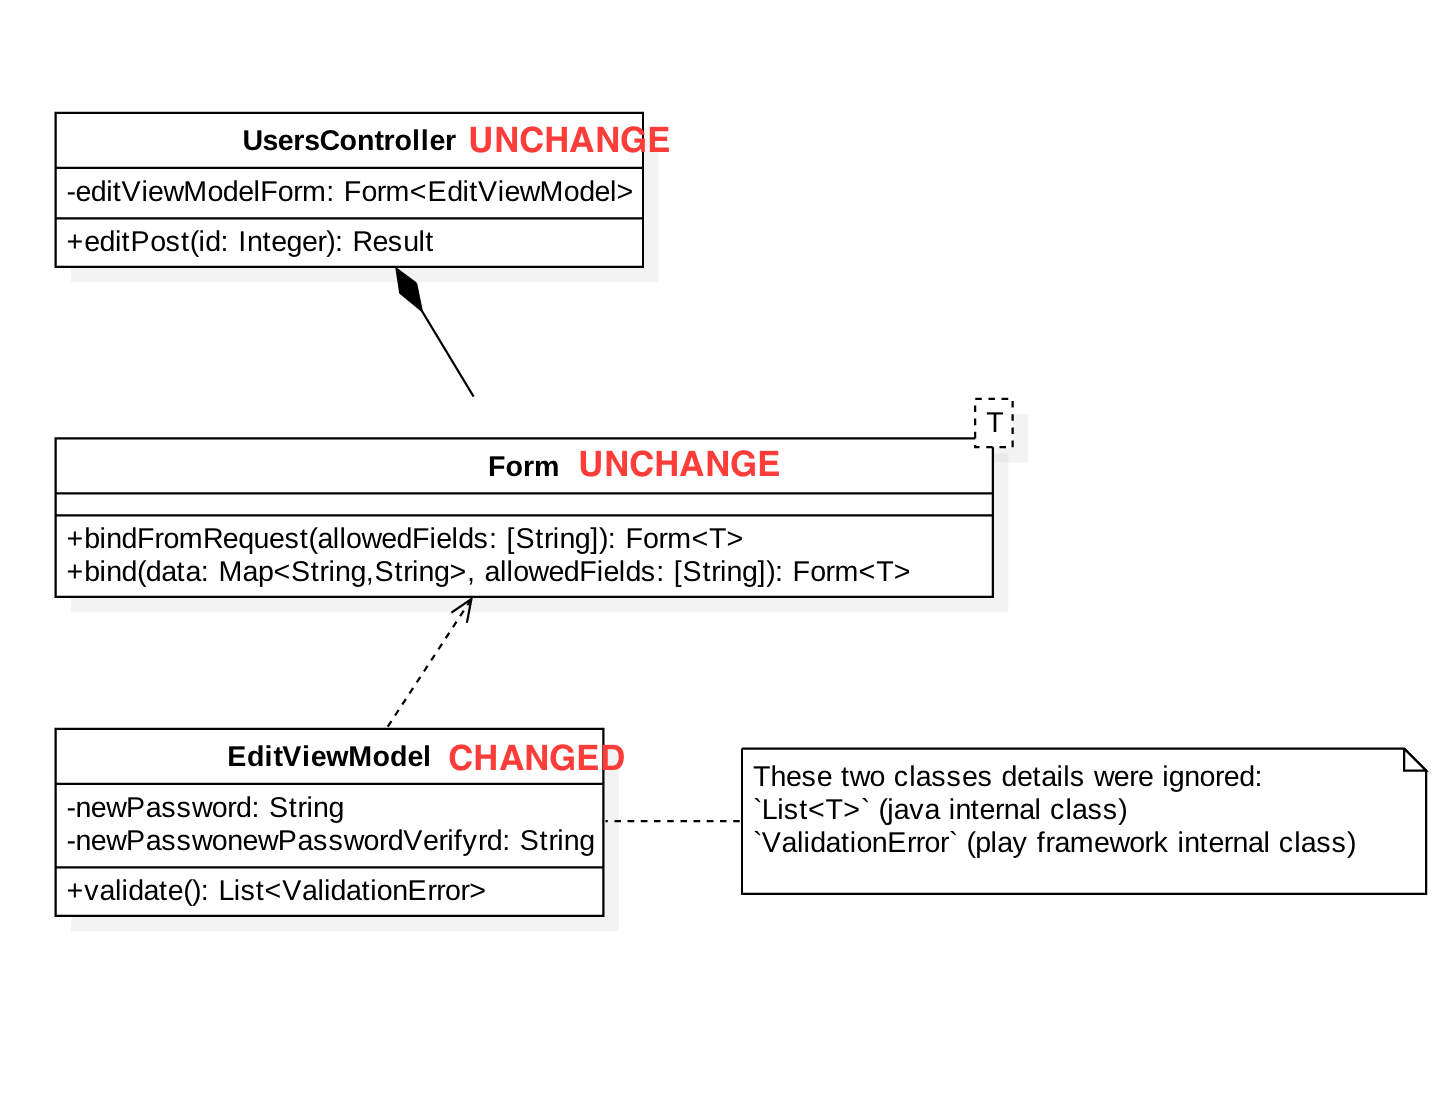 UsersController UNCHANGE
-editViewModelForm: Form<EditViewModel>
+editPost(id: Integer): Result
T
Form UNCHANGE
+bindFromRequest(allowedFields: [String]): Form<T>
+bind(data: Map<String,String>, allowedFields: [String]): Form<T>
EditViewModel CHANGED
-newPassword: String
-newPasswonewPasswordVerifyrd: String
+validate(): List<ValidationError>
These two classes details were ignored:
`List<T>` (java internal class)
`ValidationError` (play framework internal class)